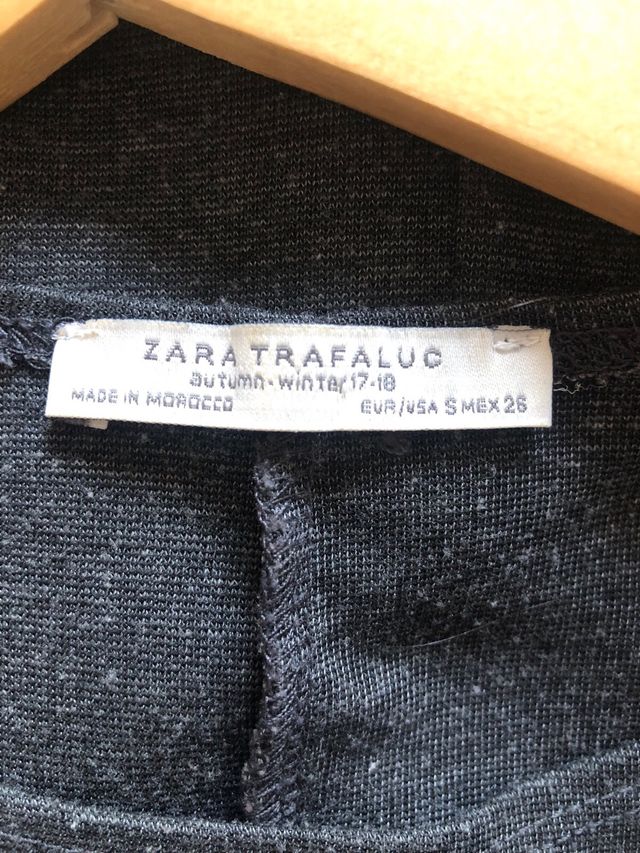 ZARA TRAFALUC
autumn-winter 17-18
MADE IN MOROCCO EUR/USA S MEX 26